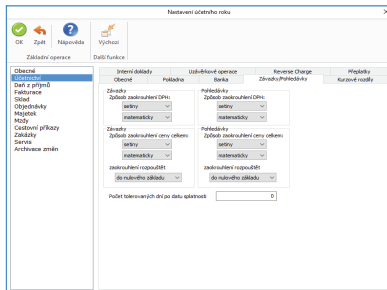 Nastavení účetního roku
OK
Zpět
Nápověda
Výchozí
Základní operace
Další funkce
Obecné
Účetnictví
Daň z příjmů
Fakturace
Sklad
Objednávky
Majetek
Mzdy
Cestovní příkazy
Zakázky
Servis
Archivace změn
Interní doklady
Uzávěrkové operace
Reverse Charge
Přeplatky
Obecné
Pokladna
Banka
Závazky/Pohledávky
Kurzové rozdíly
Závazky
Způsob zaokrouhlení DPH:
setiny
matematicky
Pohledávky
Způsob zaokrouhlení DPH:
setiny
matematicky
Závazky
Způsob zaokrouhlení ceny celkem:
setiny
matematicky
zaokrouhlení rozpouštět
do nulového základu
Pohledávky
Způsob zaokrouhlení ceny celkem:
setiny
matematicky
zaokrouhlení rozpouštět
do nulového základu
Počet tolerovaných dní po datu splatnosti
0